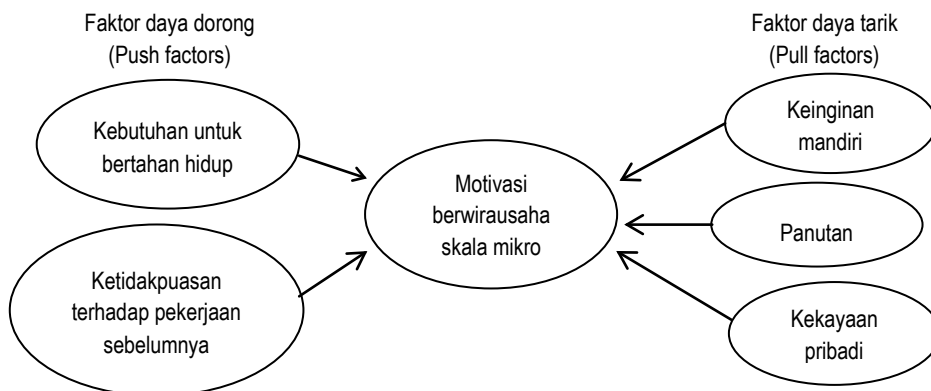 Faktor daya dorong
(Push factors)
Kebutuhan untuk
bertahan hidup
Ketidakpuasan
terhadap pekerjaan
sebelumnya
Motivasi
berwirausaha
skala mikro
Faktor daya tarik
(Pull factors)
Keinginan
mandiri
Panutan
Kekayaan
pribadi